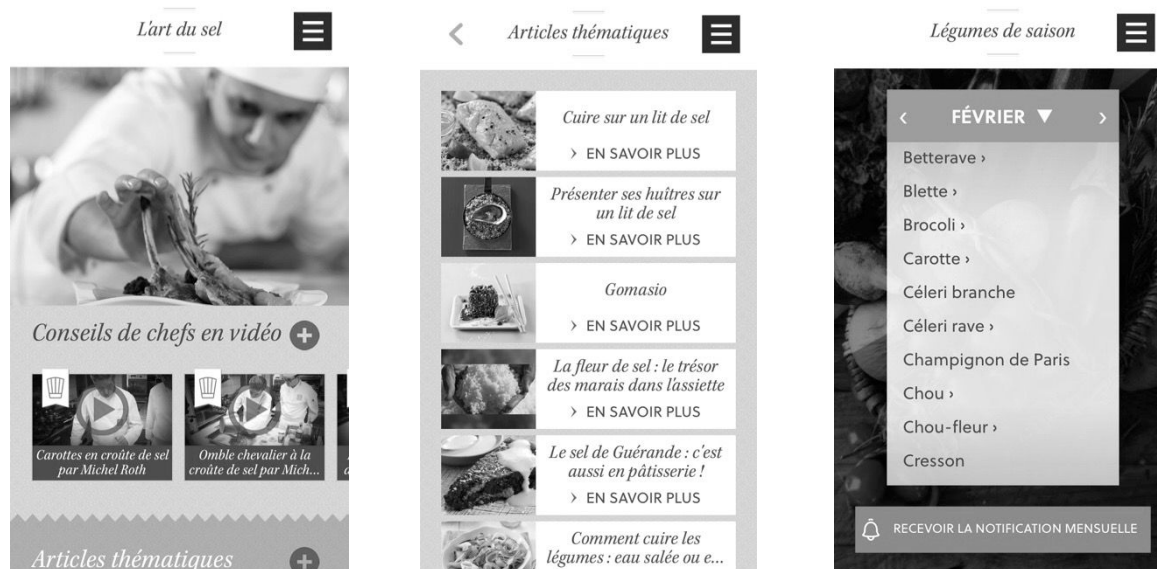 L'art du sel
Conseils de chefs en vidéo
Carottes en croûte de sel
par Michel Roth
Omble chevalier à la
croûte de sel par Mich...
Articles thématiques
Articles thématiques
Cuire sur un lit de sel
› EN SAVOIR PLUS
Présenter ses huîtres sur
un lit de sel
› EN SAVOIR PLUS
Gomasio
› EN SAVOIR PLUS
La fleur de sel : le trésor
des marais dans l'assiette
› EN SAVOIR PLUS
Le sel de Guérande : c'est
aussi en pâtisserie !
› EN SAVOIR PLUS
Comment cuire les
légumes : eau salée ou e...
Légumes de saison
‹ FÉVRIER ▼ ›
Betterave ›
Blette ›
Brocoli ›
Carotte ›
Céleri branche
Céleri rave ›
Champignon de Paris
Chou ›
Chou-fleur ›
Cresson
RECEVOIR LA NOTIFICATION MENSUELLE